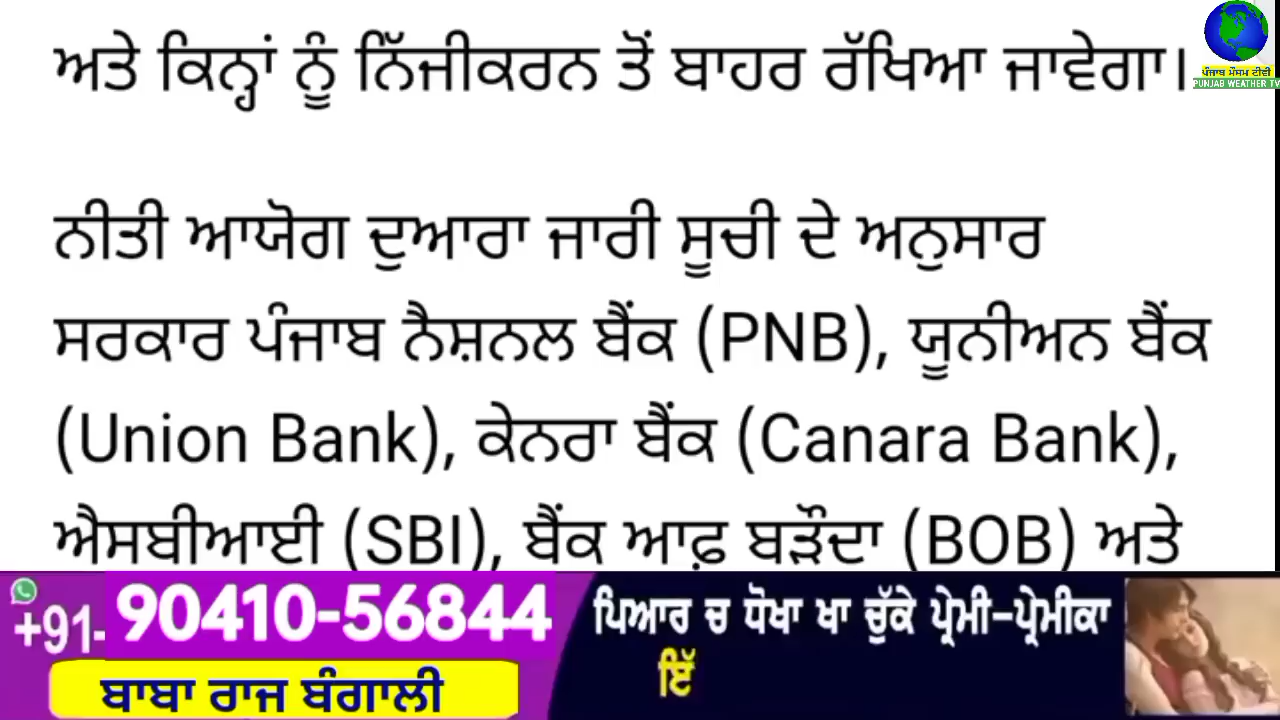 ਅਤੇ ਕਿਨ੍ਹਾਂ ਨੂੰ ਨਿੱਜੀਕਰਨ ਤੋਂ ਬਾਹਰ ਰੱਖਿਆ ਜਾਵੇਗਾ।
ਪੰਜਾਬ ਮੌਸਮ ਟੀਵੀ
PUNJAB WEATHER TV
ਨੀਤੀ ਆਯੋਗ ਦੁਆਰਾ ਜਾਰੀ ਸੂਚੀ ਦੇ ਅਨੁਸਾਰ
ਸਰਕਾਰ ਪੰਜਾਬ ਨੈਸ਼ਨਲ ਬੈਂਕ (PNB), ਯੂਨੀਅਨ ਬੈਂਕ
(Union Bank), ਕੇਨਰਾ ਬੈਂਕ (Canara Bank),
ਐਸਬੀਆਈ (SBI), ਬੈਂਕ ਆਫ਼ ਬੜੌਦਾ (BOB) ਅਤੇ
+91- 90410-56844
ਬਾਬਾ ਰਾਜ ਬੰਗਾਲੀ
ਪਿਆਰ ਚ ਧੋਖਾ ਖਾ ਚੁੱਕੇ ਪ੍ਰੇਮੀ-ਪ੍ਰੇਮੀਕਾ
ਇੱ